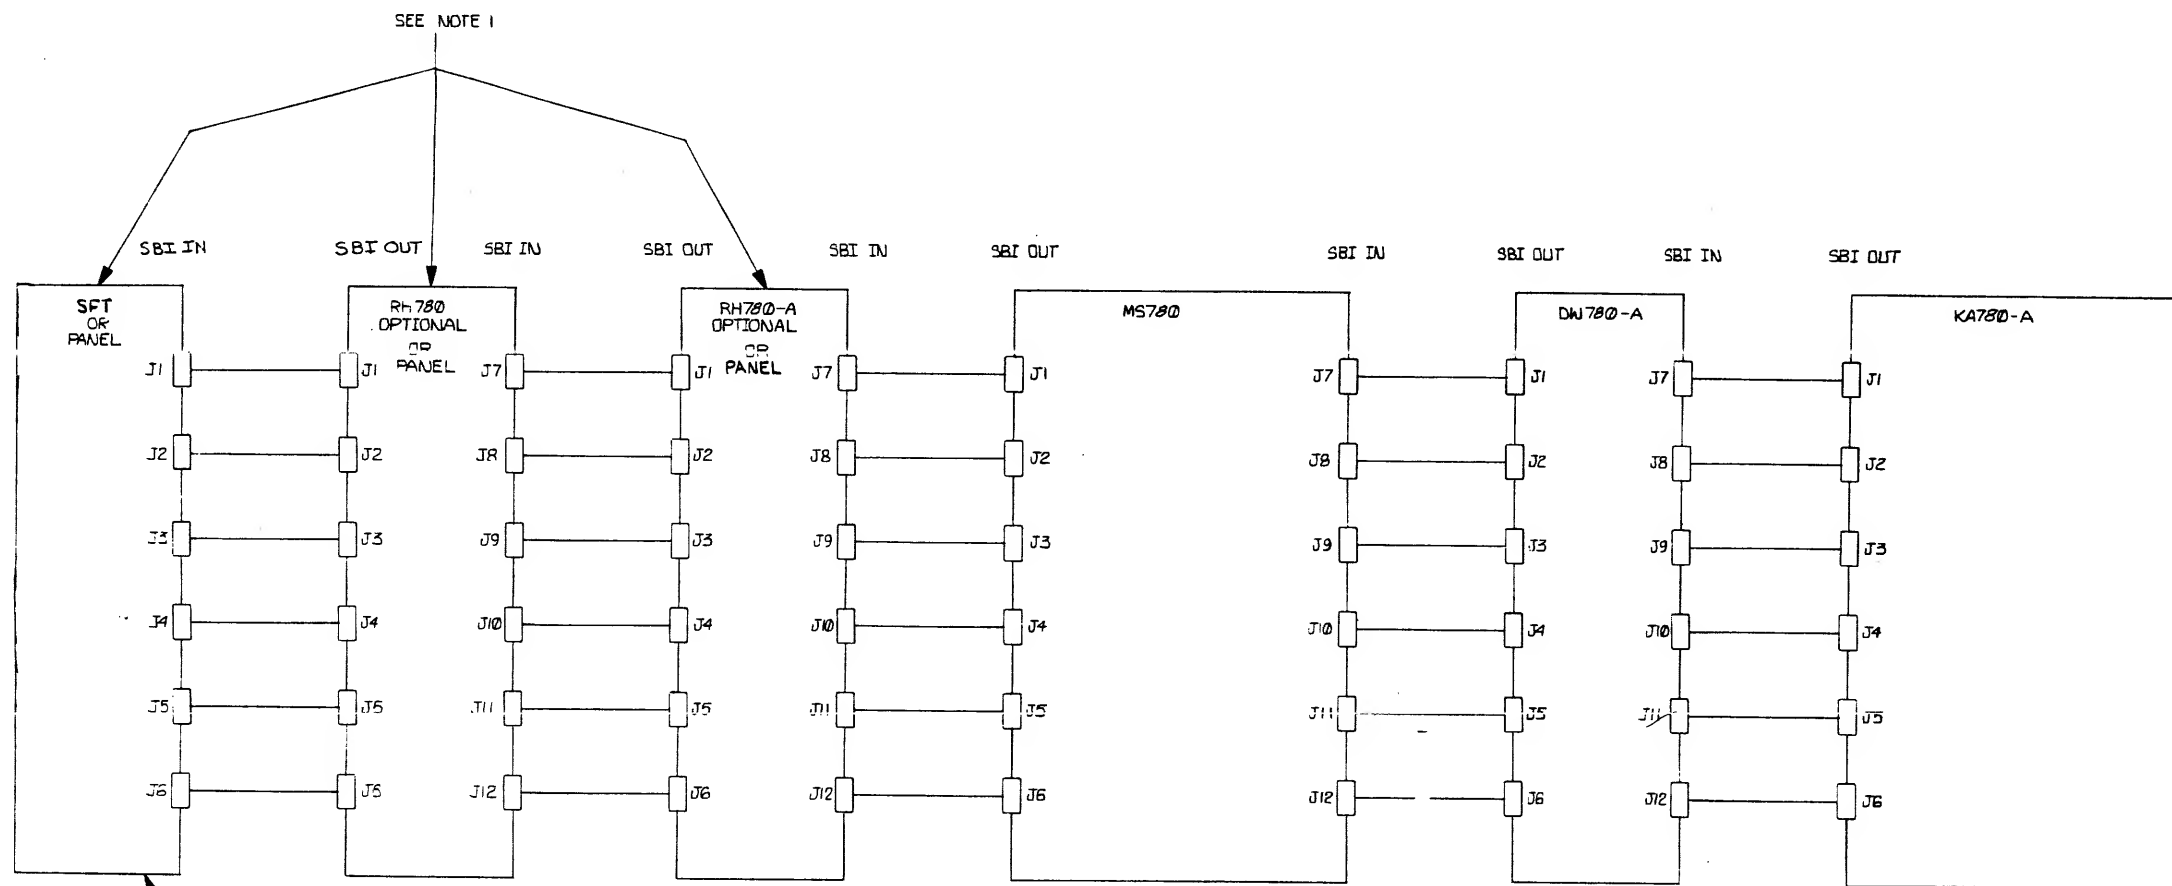 SEE NOTE 1
SBI IN
SBI OUT
SBI IN
SBI OUT
SBI IN
SBI OUT
SBI IN
SBI OUT
SBI IN
SBI OUT
SFT
OR
PANEL
RH780
OPTIONAL
OR
PANEL
RH780-A
OPTIONAL
OR
PANEL
MS780
DW780-A
KA780-A
J1 J1 J7 J1 J7 J1 J7 J1 J7 J1
J2 J2 J8 J2 J8 J2 J8 J2 J8 J2
J3 J3 J9 J3 J9 J3 J9 J3 J9 J3
J4 J4 J10 J4 J10 J4 J10 J4 J10 J4
J5 J5 J11 J5 J11 J5 J11 J5 J11 J5
J6 J6 J12 J6 J12 J6 J12 J6 J12 J6